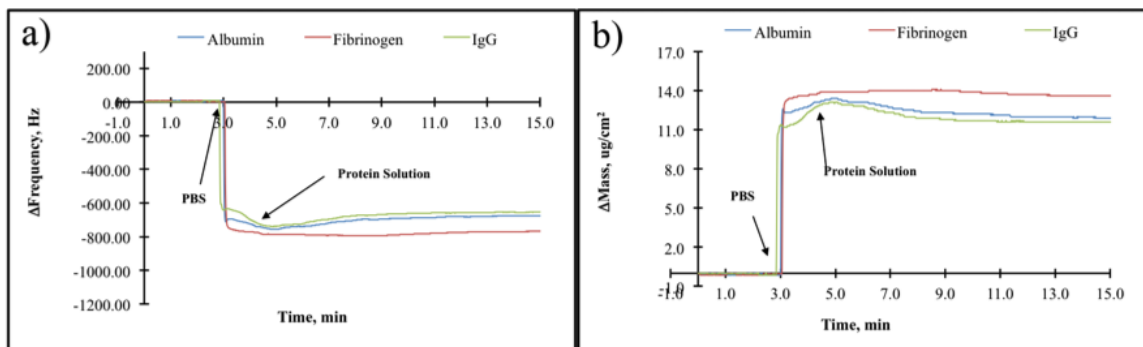 a)
Albumin Fibrinogen IgG
200.00
0.00
-200.00
-400.00
-600.00
-800.00
-1000.00
-1200.00
-1.0 1.0 3.0 5.0 7.0 9.0 11.0 13.0 15.0
ΔFrequency, Hz
PBS
Protein Solution
Time, min
b)
Albumin Fibrinogen IgG
17.0
14.0
11.0
8.0
5.0
2.0
-1.0
-1.0 1.0 3.0 5.0 7.0 9.0 11.0 13.0 15.0
ΔMass, ug/cm²
PBS
Protein Solution
Time, min